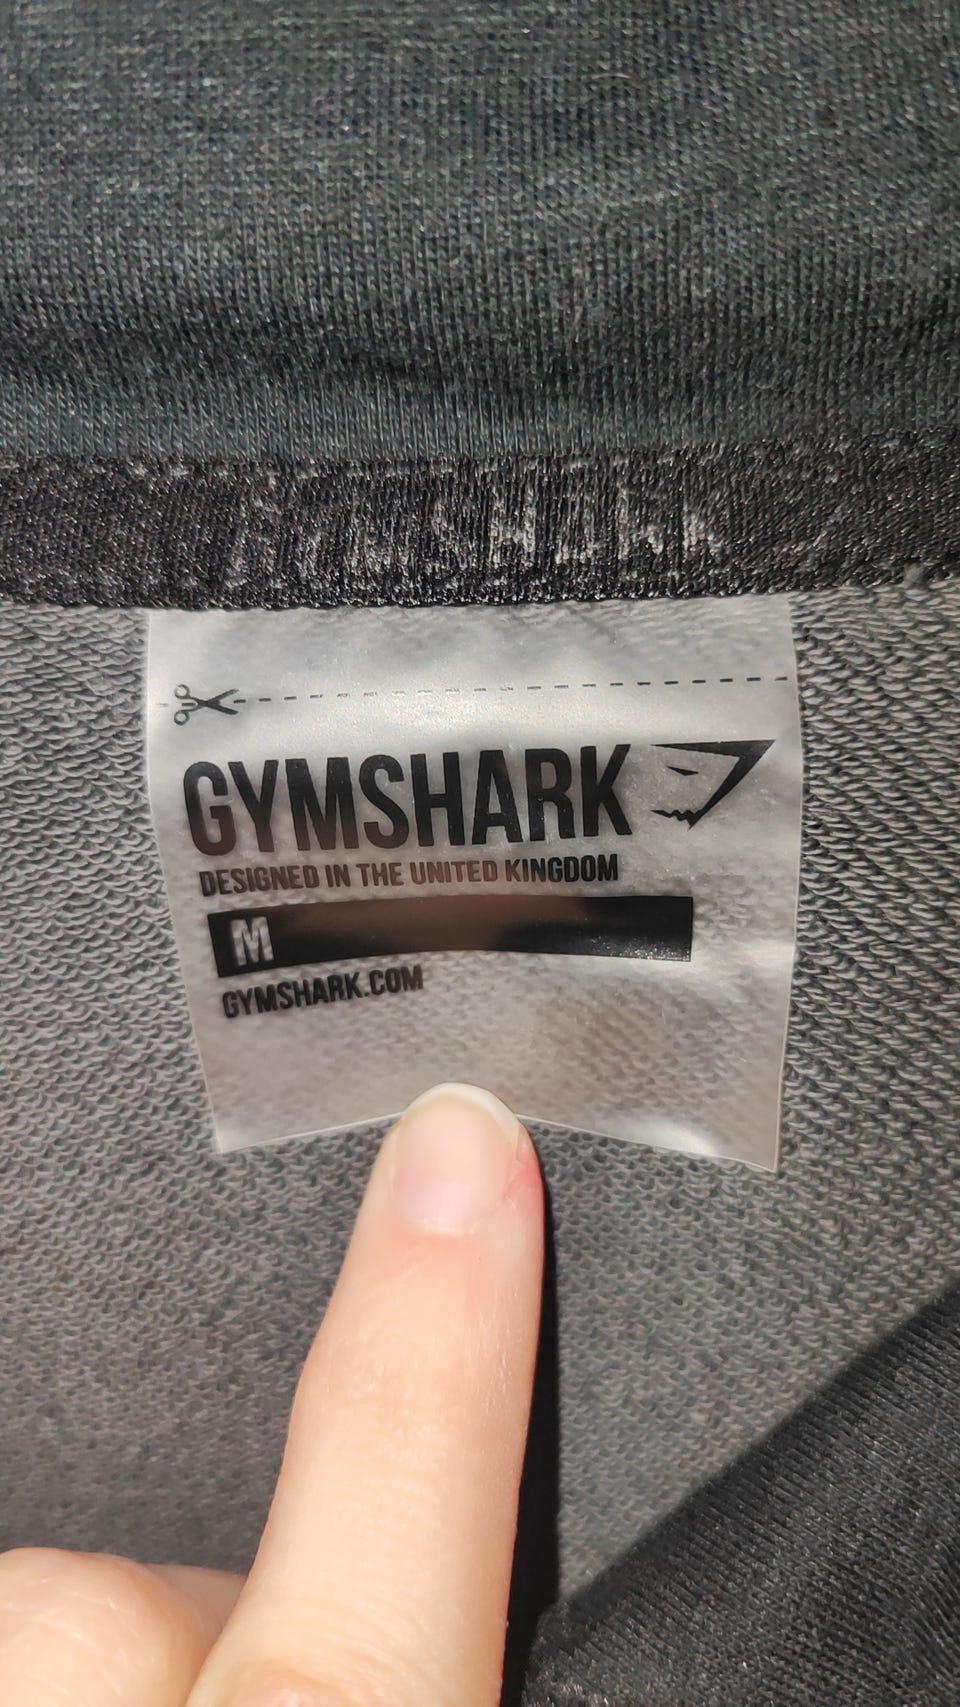 GYMSHARK
DESIGNED IN THE UNITED KINGDOM
M
GYMSHARK.COM